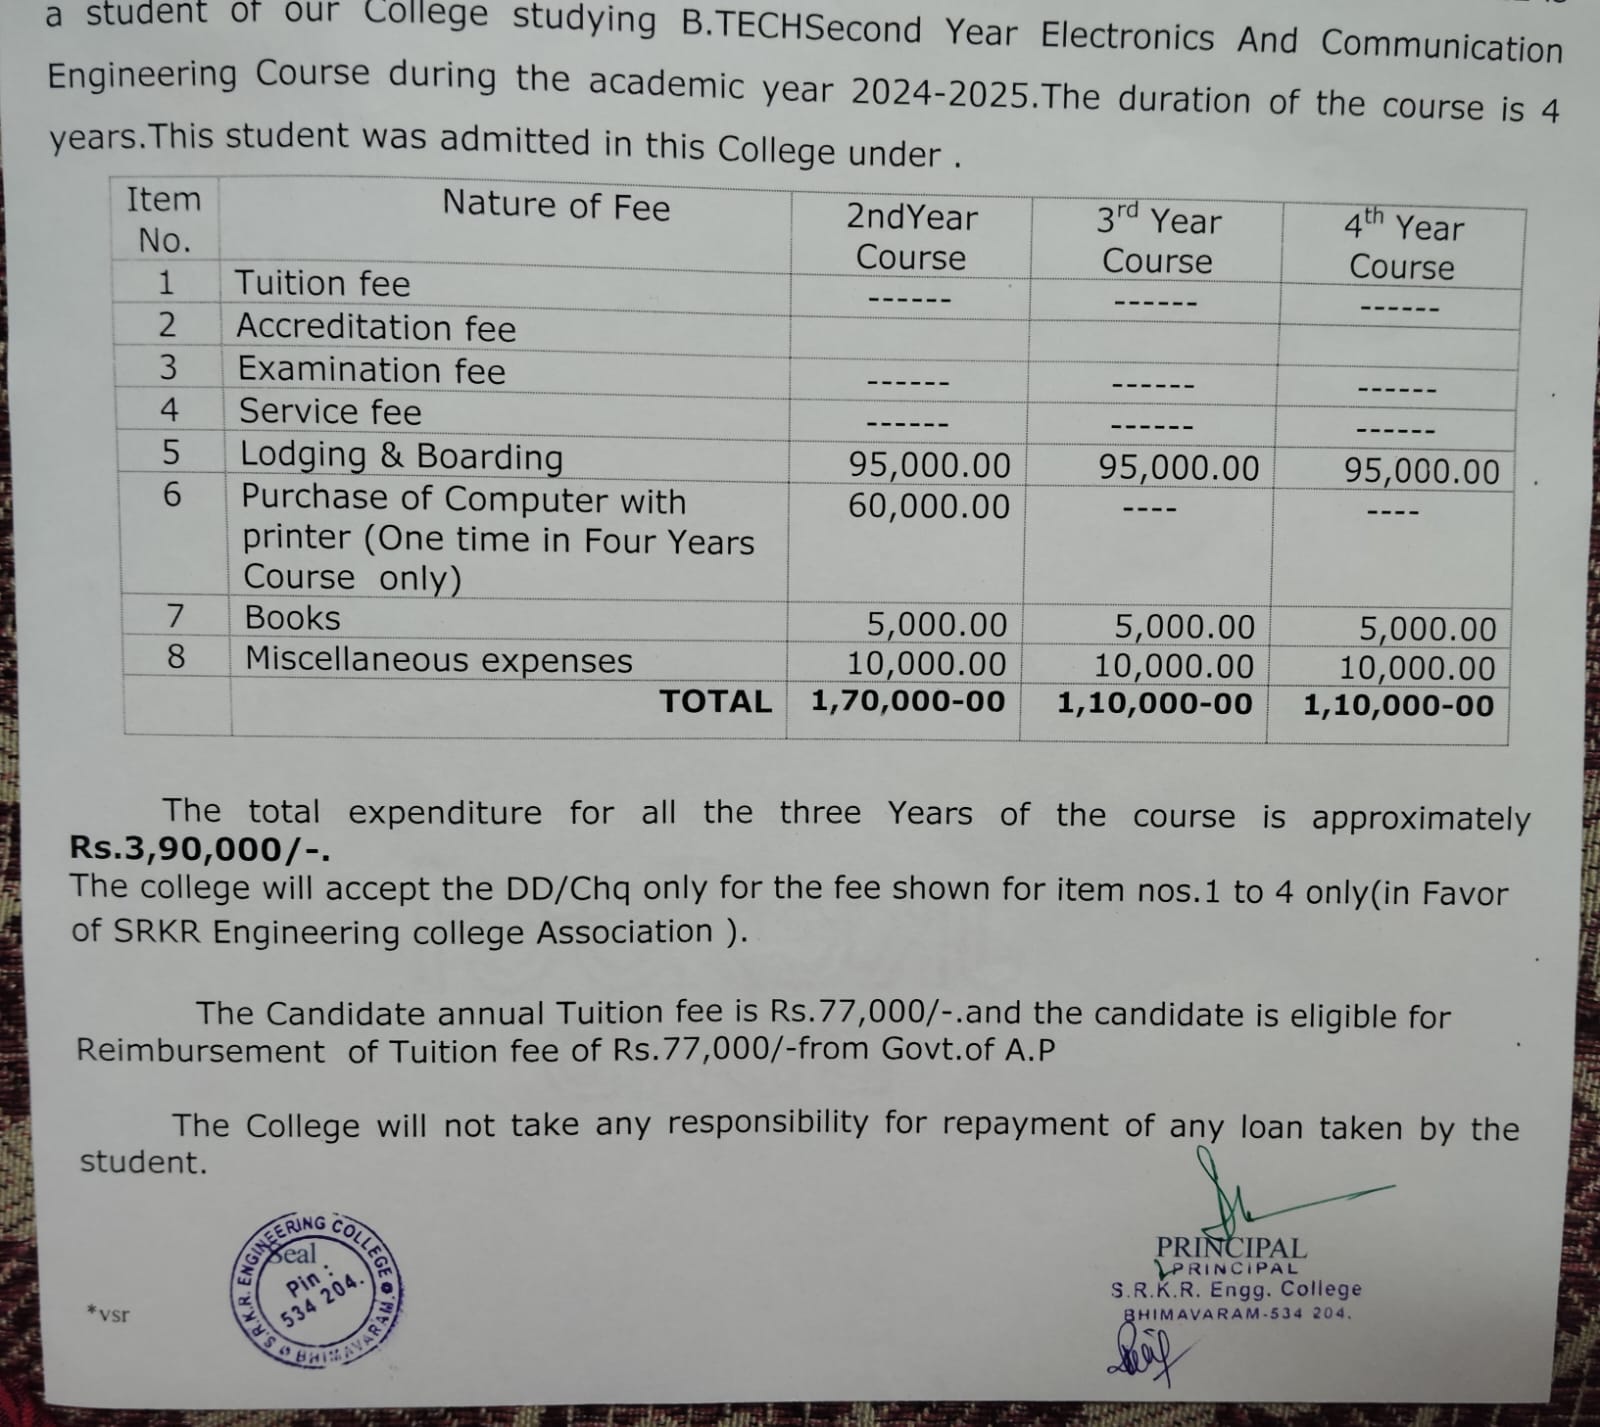 a student of our College studying B.TECHSecond Year Electronics And Communication
Engineering Course during the academic year 2024-2025.The duration of the course is 4
years.This student was admitted in this College under .
Item No. Nature of Fee 2ndYear Course 3rd Year Course 4th Year Course
1 Tuition fee ------ ------ ------
2 Accreditation fee
3 Examination fee ------ ------ ------
4 Service fee ------ ------ ------
5 Lodging & Boarding 95,000.00 95,000.00 95,000.00
6 Purchase of Computer with 60,000.00 ---- ----
printer (One time in Four Years
Course only)
7 Books 5,000.00 5,000.00 5,000.00
8 Miscellaneous expenses 10,000.00 10,000.00 10,000.00
TOTAL 1,70,000-00 1,10,000-00 1,10,000-00
The total expenditure for all the three Years of the course is approximately
Rs.3,90,000/-.
The college will accept the DD/Chq only for the fee shown for item nos.1 to 4 only(in Favor
of SRKR Engineering college Association ).
The Candidate annual Tuition fee is Rs.77,000/-.and the candidate is eligible for
Reimbursement of Tuition fee of Rs.77,000/-from Govt.of A.P
The College will not take any responsibility for repayment of any loan taken by the
student.
S.R.K.R. ENGINEERING COLLEGE
BHIMAVARAM.
Seal
Pin :
534 204.
*vsr
PRINCIPAL
PRINCIPAL
S.R.K.R. Engg. College
BHIMAVARAM-534 204.